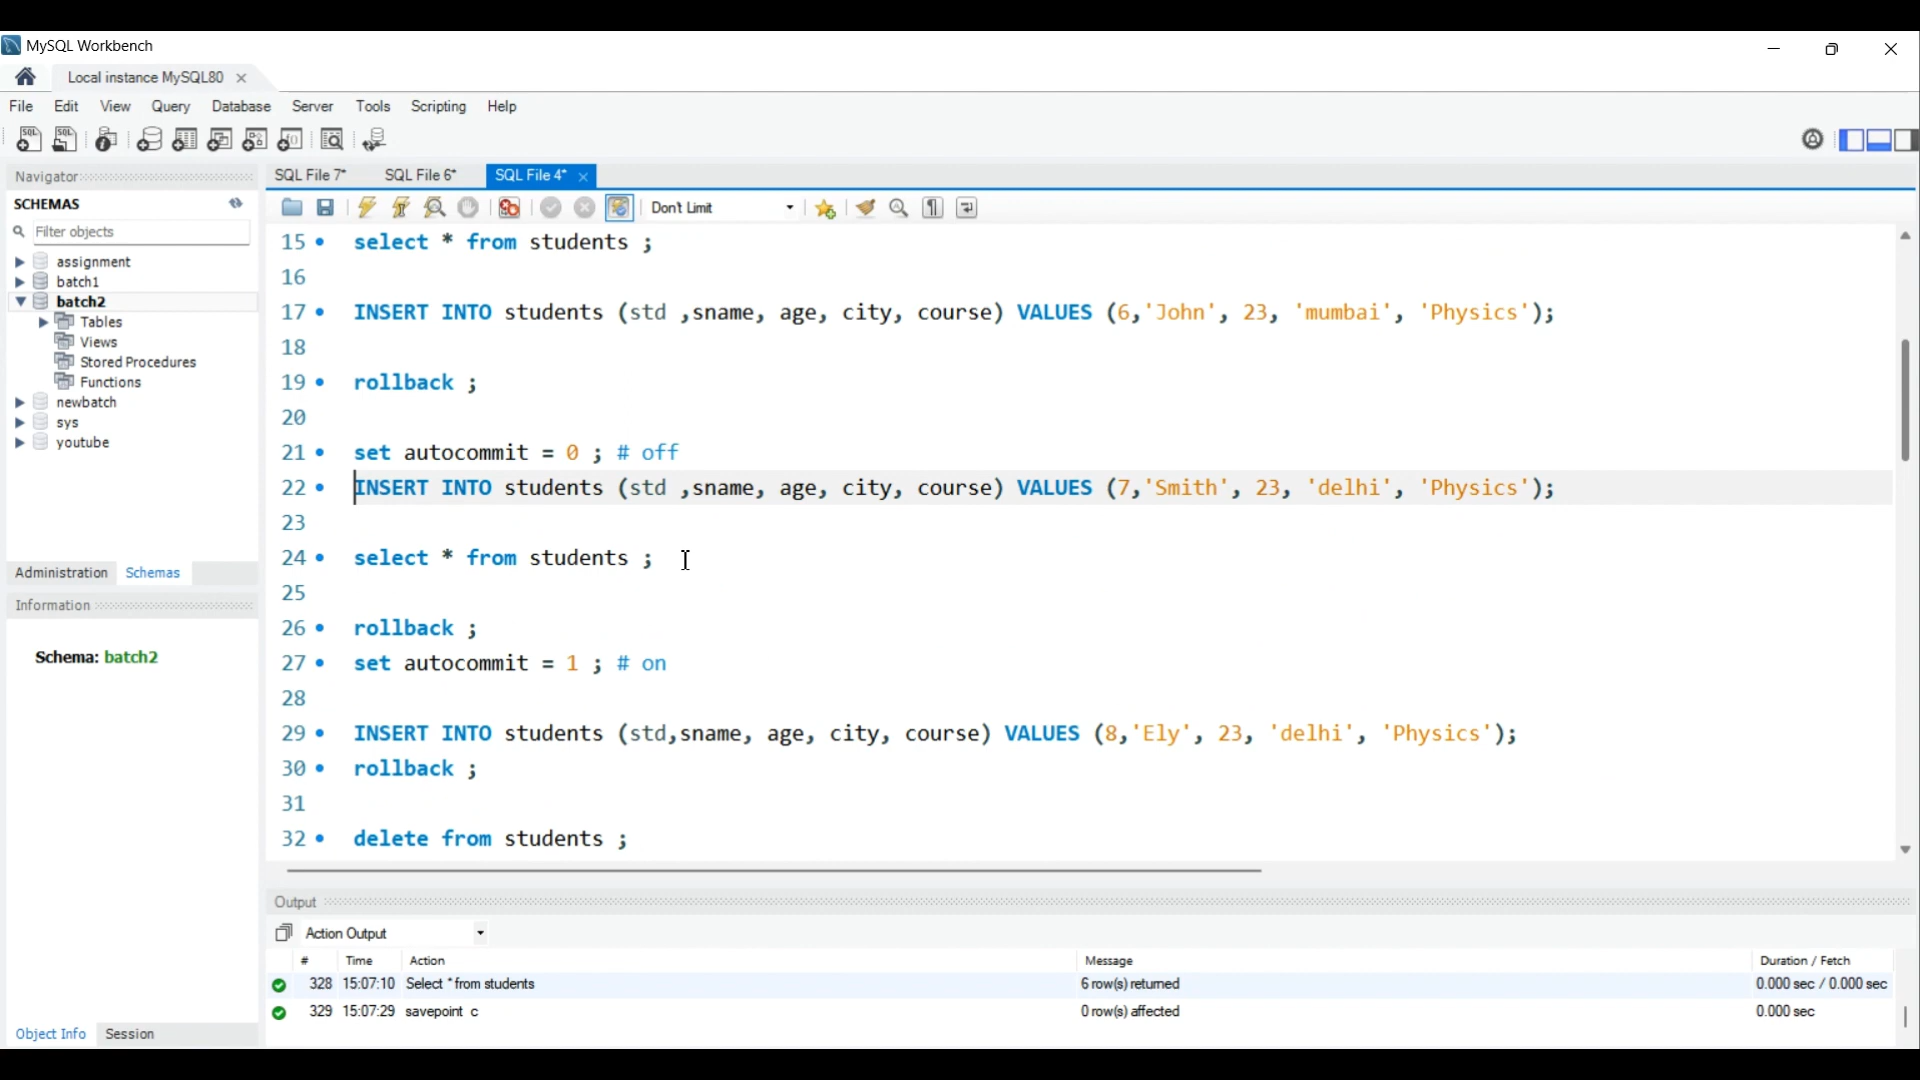 MySQL Workbench
Local instance MySQL80
File Edit View Query Database Server Tools Scripting Help
Navigator
SCHEMAS
Filter objects
assignment
batch1
batch2
Tables
Views
Stored Procedures
Functions
newbatch
sys
youtube
Administration Schemas
Information
Schema: batch2
Object Info Session
SQL File 7* SQL File 6* SQL File 4*
Don't Limit
15 select * from students ;
16
17 INSERT INTO students (std ,sname, age, city, course) VALUES (6,'John', 23, 'mumbai', 'Physics');
18
19 rollback ;
20
21 set autocommit = 0 ; # off
22 INSERT INTO students (std ,sname, age, city, course) VALUES (7,'Smith', 23, 'delhi', 'Physics');
23
24 select * from students ;
25
26 rollback ;
27 set autocommit = 1 ; # on
28
29 INSERT INTO students (std,sname, age, city, course) VALUES (8,'Ely', 23, 'delhi', 'Physics');
30 rollback ;
31
32 delete from students ;
Output
Action Output
# Time Action Message Duration / Fetch
328 15:07:10 Select * from students 6 row(s) returned 0.000 sec / 0.000 sec
329 15:07:29 savepoint c 0 row(s) affected 0.000 sec